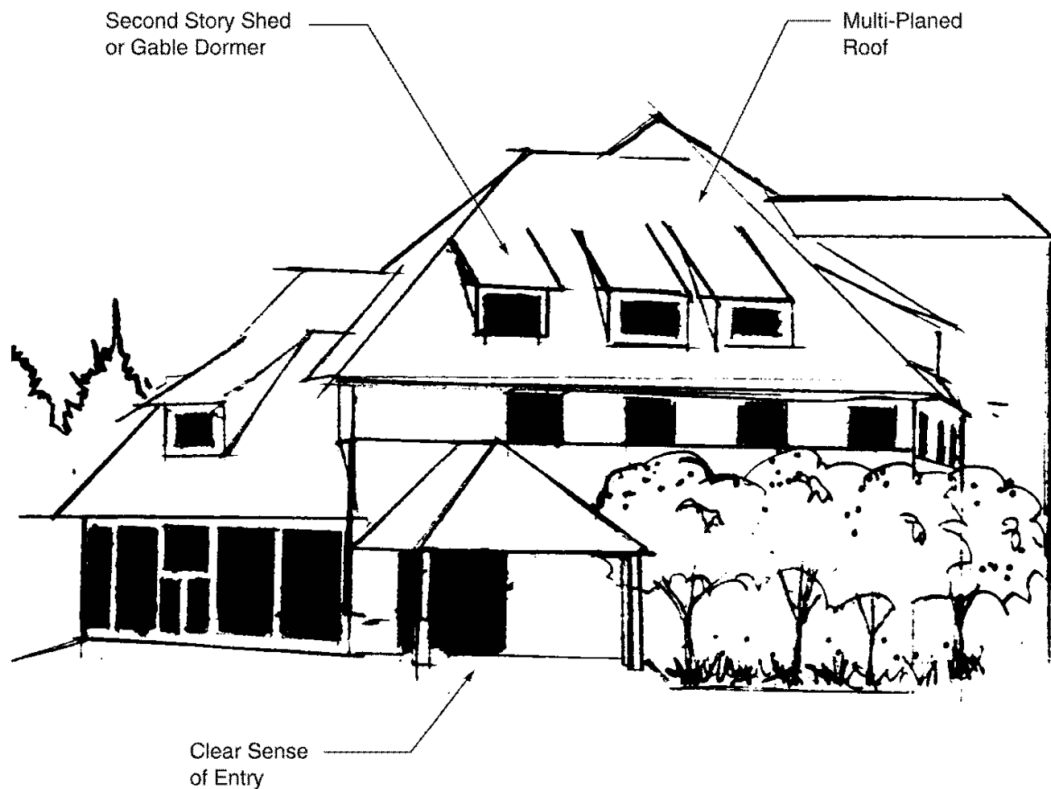 Second Story Shed
or Gable Dormer
Multi-Planed
Roof
Clear Sense
of Entry